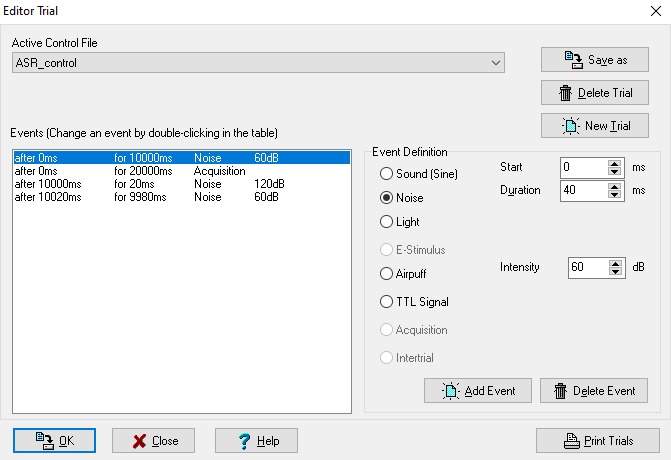 Editor Trial
Active Control File
ASR_control
Save as
Delete Trial
New Trial
Events (Change an event by double-clicking in the table)
after 0ms for 10000ms Noise 60dB
after 0ms for 20000ms Acquisition
after 10000ms for 20ms Noise 120dB
after 10020ms for 9980ms Noise 60dB
Event Definition
Sound (Sine)
Start 0 ms
Noise
Duration 40 ms
Light
E-Stimulus
Intensity 60 dB
Airpuff
TTL Signal
Acquisition
Intertrial
Add Event Delete Event
OK Close Help Print Trials